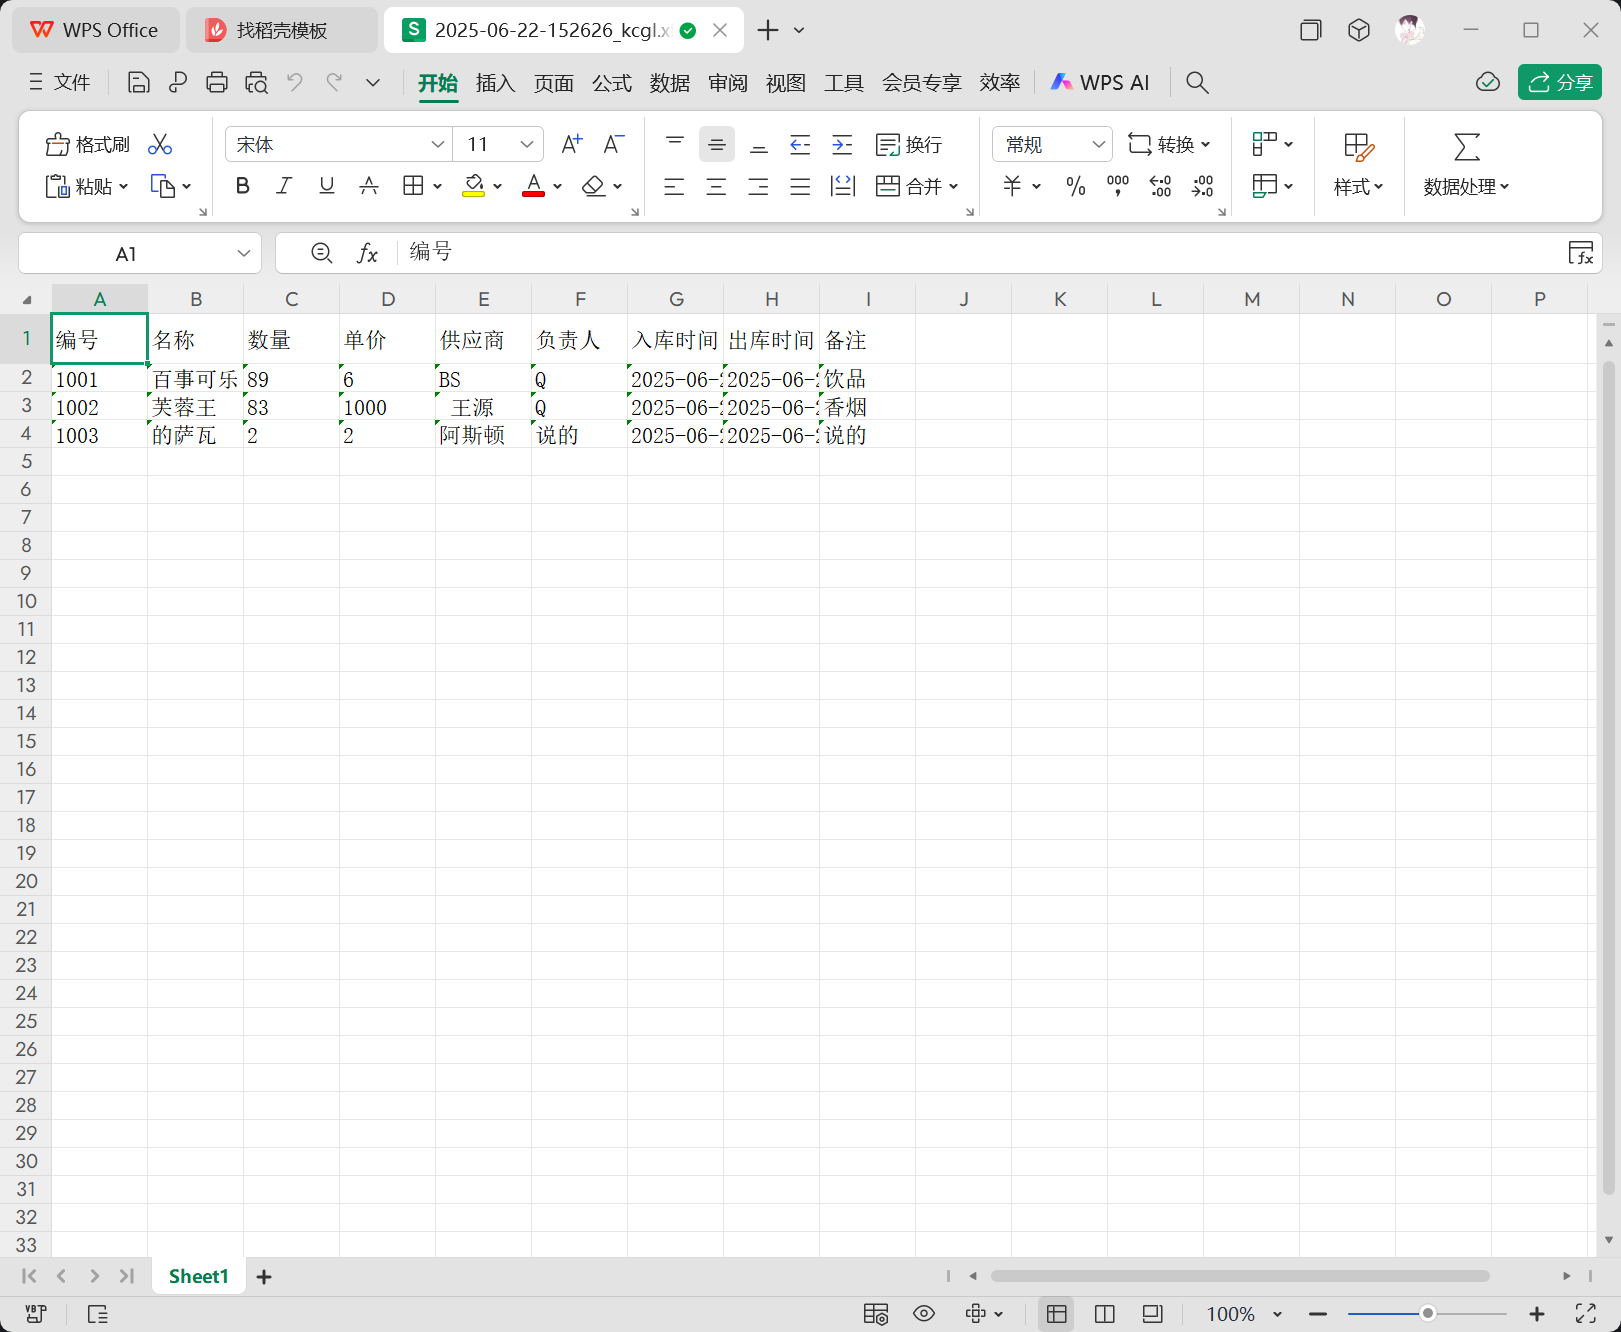 WPS Office 找稻壳模板 2025-06-22-152626_kcgl.x
文件 开始 插入 页面 公式 数据 审阅 视图 工具 会员专享 效率 WPS AI 分享
格式刷 宋体 11 A+ A- 换行 常规 转换
粘贴 B I U A A 合并 % 样式 数据处理
A1 fx 编号
A B C D E F G H I J K L M N O P
1 编号 名称 数量 单价 供应商 负责人 入库时间 出库时间 备注
2 1001 百事可乐 89 6 BS Q 2025-06- 2025-06- 饮品
3 1002 芙蓉王 83 1000 王源 Q 2025-06- 2025-06- 香烟
4 1003 的萨瓦 2 2 阿斯顿 说的 2025-06- 2025-06- 说的
5
6
7
8
9
10
11
12
13
14
15
16
17
18
19
20
21
22
23
24
25
26
27
28
29
30
31
32
33
Sheet1
100%